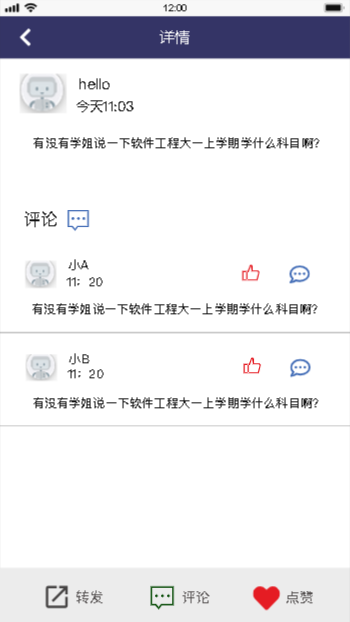 12:00
详情
hello
今天11:03
有没有学姐说一下软件工程大一上学期学什么科目啊?
评论
小A
11：20
有没有学姐说一下软件工程大一上学期学什么科目啊?
小B
11：20
有没有学姐说一下软件工程大一上学期学什么科目啊?
转发
评论
点赞